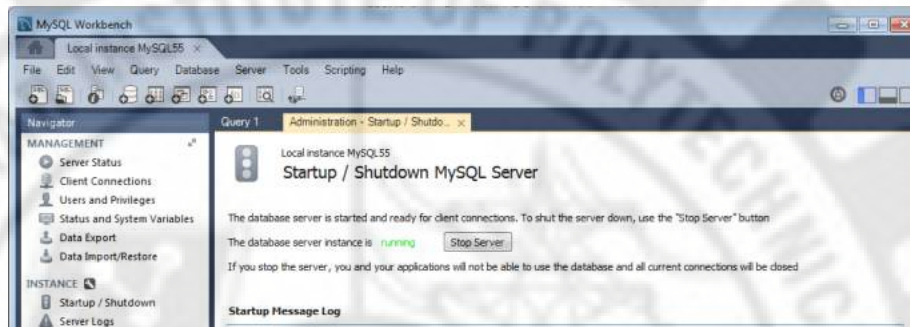 MySQL Workbench
Local instance MySQL55
File Edit View Query Database Server Tools Scripting Help
Navigator
Query 1 Administration - Startup / Shutdo...
MANAGEMENT
Server Status
Client Connections
Users and Privileges
Status and System Variables
Data Export
Data Import/Restore
INSTANCE
Startup / Shutdown
Server Logs
Local instance MySQL55
Startup / Shutdown MySQL Server
The database server is started and ready for client connections. To shut the server down, use the "Stop Server" button
The database server instance is running Stop Server
If you stop the server, you and your applications will not be able to use the database and all current connections will be closed
Startup Message Log